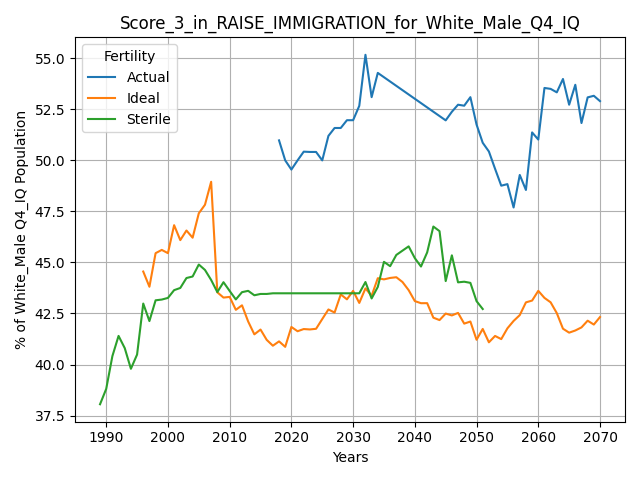 Score_3_in_RAISE_IMMIGRATION_for_White_Male_Q4_IQ
% of White_Male Q4_IQ Population
55.0
52.5
50.0
47.5
45.0
42.5
40.0
37.5
Fertility
Actual
Ideal
Sterile
1990 2000 2010 2020 2030 2040 2050 2060 2070
Years